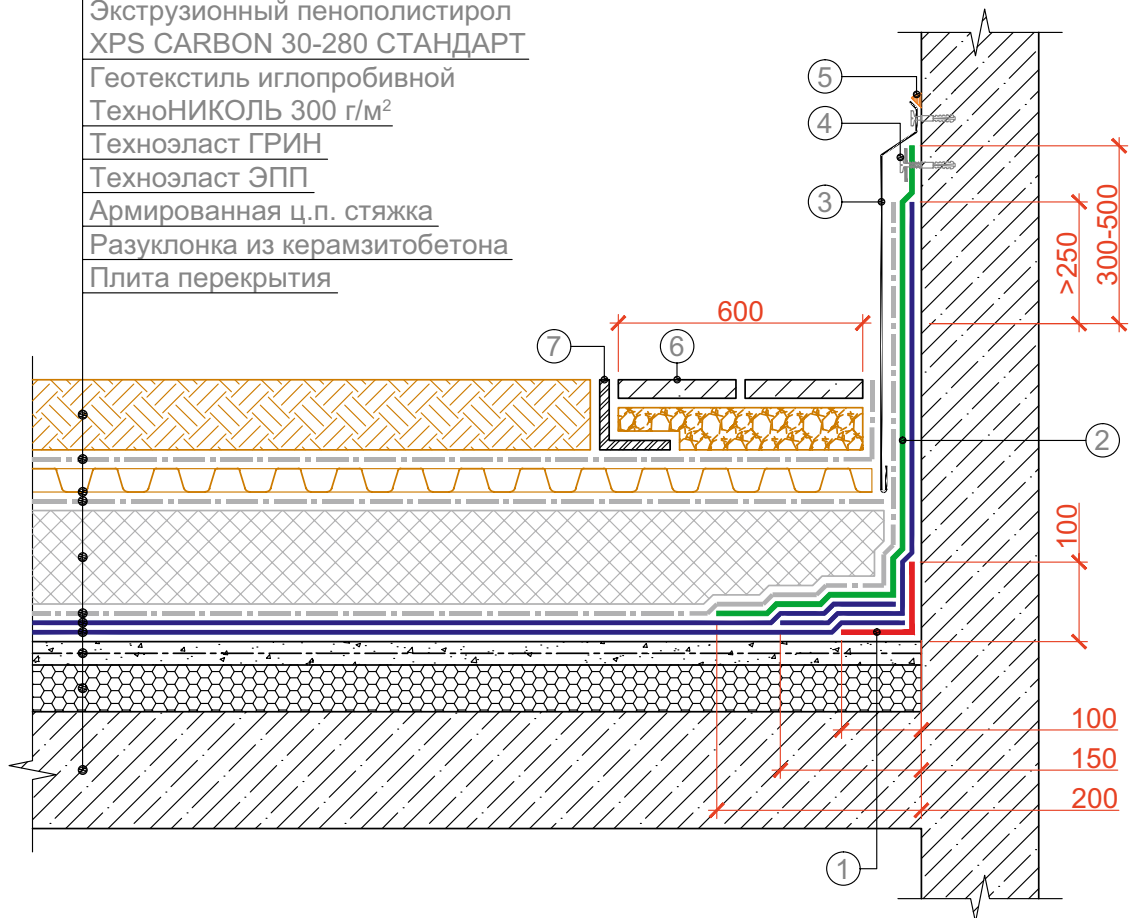 Экструзионный пенополистирол
XPS CARBON 30-280 СТАНДАРТ
Геотекстиль иглопробивной
ТехноНИКОЛЬ 300 г/м²
Техноэласт ГРИН
Техноэласт ЭПП
Армированная ц.п. стяжка
Разуклонка из керамзитобетона
Плита перекрытия
5
4
3
300-500
>250
600
7
6
2
100
100
150
200
1